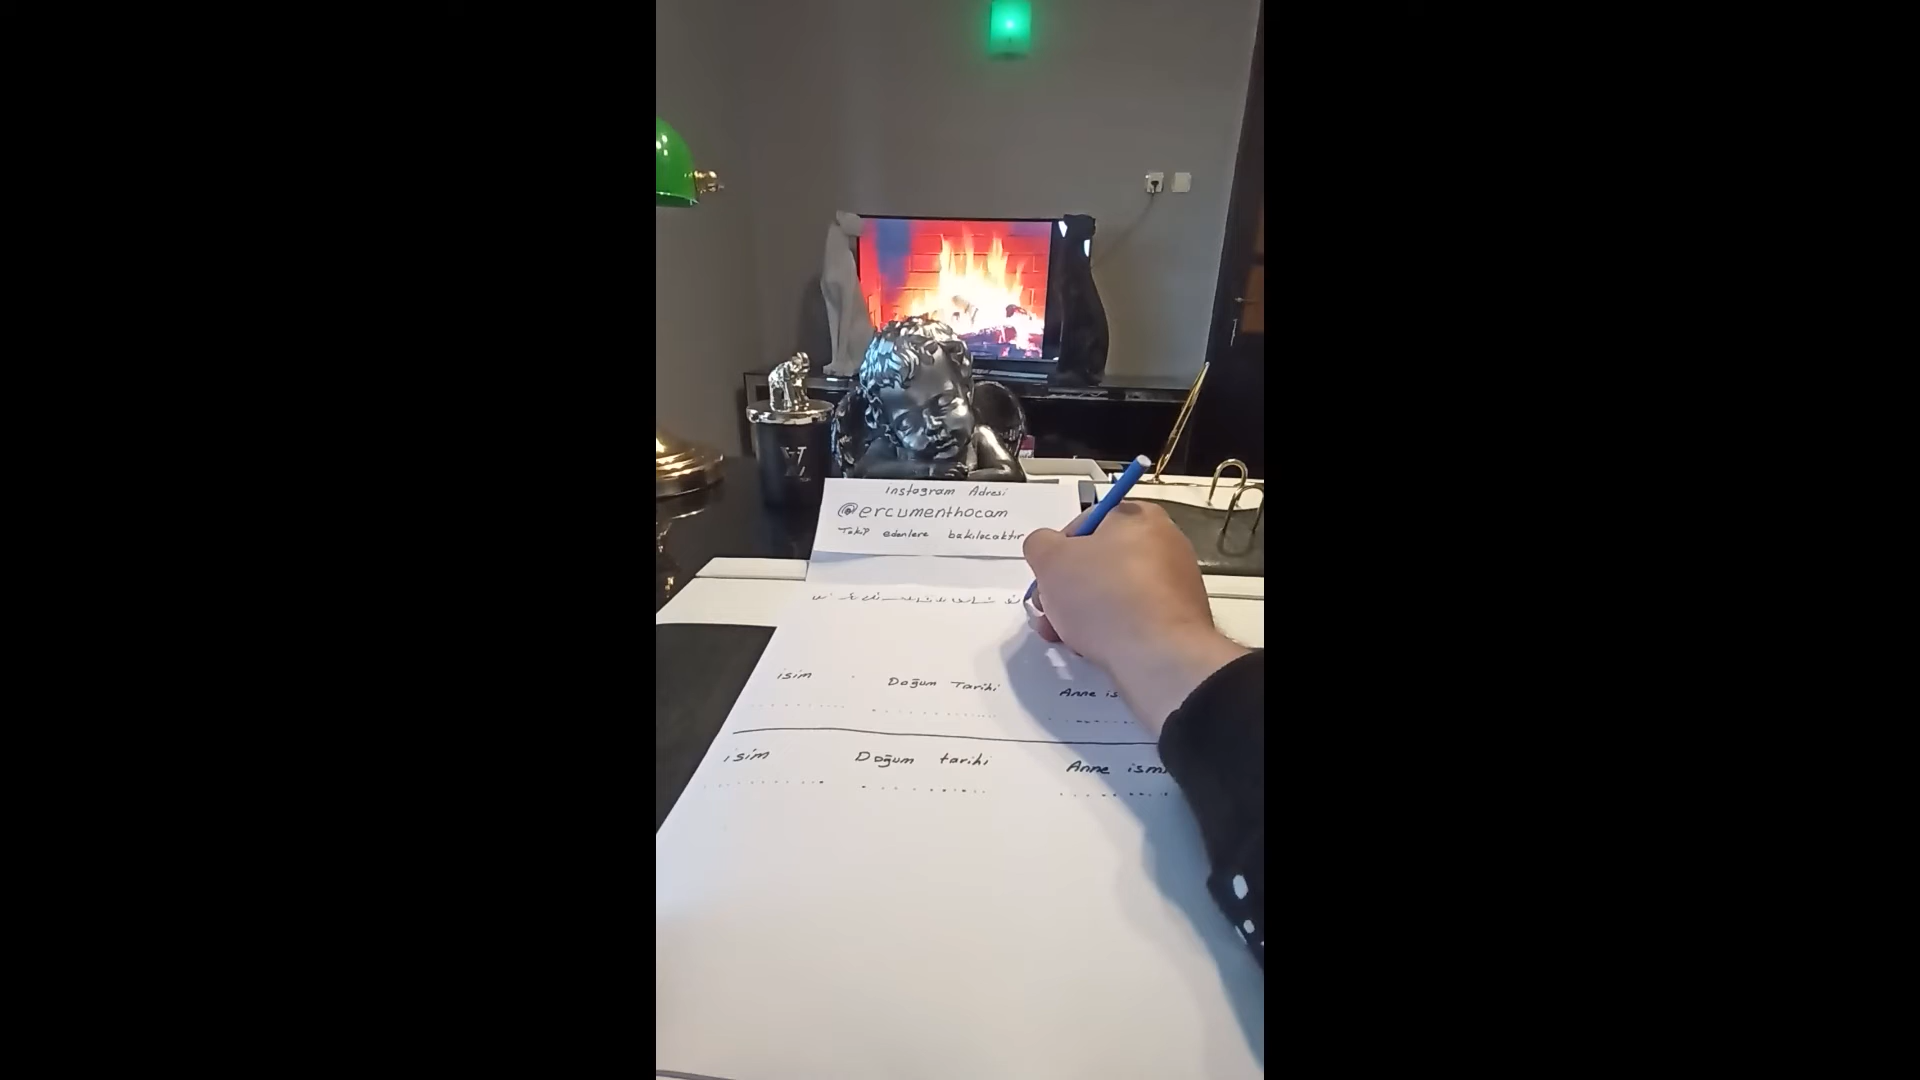 instagram Adresi
@ercumenthocam
Takip edenlere bakılacaktır
isim Doğum Tarihi Anne is
isim Doğum tarihi Anne ismi